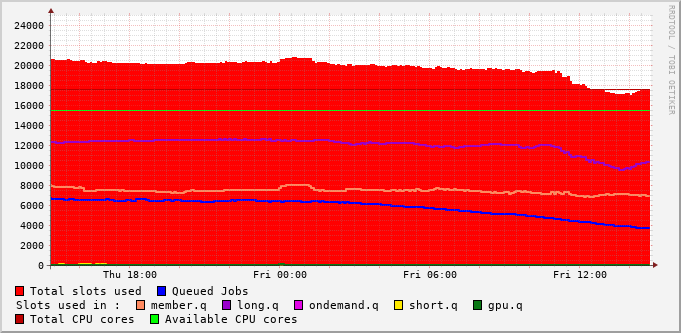 24000
22000
20000
18000
16000
14000
12000
10000
8000
6000
4000
2000
0
Thu 18:00 Fri 00:00 Fri 06:00 Fri 12:00
Total slots used Queued Jobs
Slots used in : member.q long.q ondemand.q short.q gpu.q
Total CPU cores Available CPU cores
RRDTOOL / TOBI OETIKER